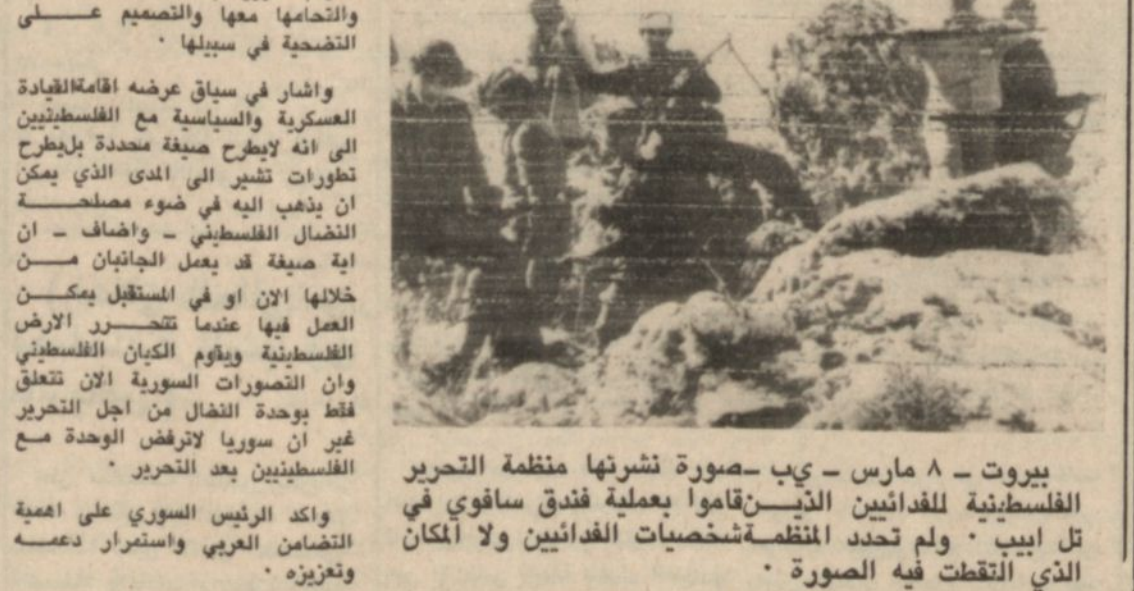 والتحامها معها والتصميم على
التضحية في سبيلها ٠
واشار في سياق عرضه اقامةالقيادة
العسكرية والسياسية مع الفلسطينيين
الى انه لايطرح صيغة محددة بليطرح
تطورات تشير الى المدى الذي يمكن
ان يذهب اليه في ضوء مصلحة
النضال الفلسطيني ـ واضاف ـ ان
اية صيغة قد يعمل الجانبان من
خلالها الان او في المستقبل يمكن
العمل فيها عندما تتحرر الارض
الفلسطينية ويقوم الكيان الفلسطيني
وان التصورات السورية الان تتعلق
فقط بوحدة النضال من اجل التحرير
غير ان سوريا لاترفض الوحدة مع
الفلسطينيين بعد التحرير ٠
واكد الرئيس السوري على اهمية
التضامن العربي واستمرار دعمه
وتعزيزه ٠
بيروت ـ ٨ مارس ـ يب ـصورة نشرتها منظمة التحرير
الفلسطينية للفدائيين الذينقاموا بعملية فندق سافوي في
تل ابيب ٠ ولم تحدد المنظمةشخصيات الفدائيين ولا المكان
الذي التقطت فيه الصورة ٠